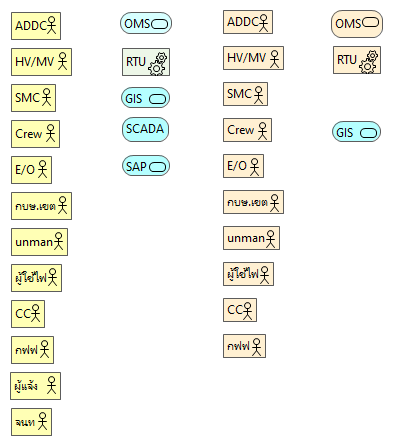 ADDC
HV/MV
SMC
Crew
E/O
กบษ.เขต
unman
ผู้ใช้ไฟ
CC
กฟฟ
ผู้แจ้ง
จนท
OMS
RTU
GIS
SCADA
SAP
ADDC
HV/MV
SMC
Crew
E/O
กบษ.เขต
unman
ผู้ใช้ไฟ
CC
กฟฟ
OMS
RTU
GIS